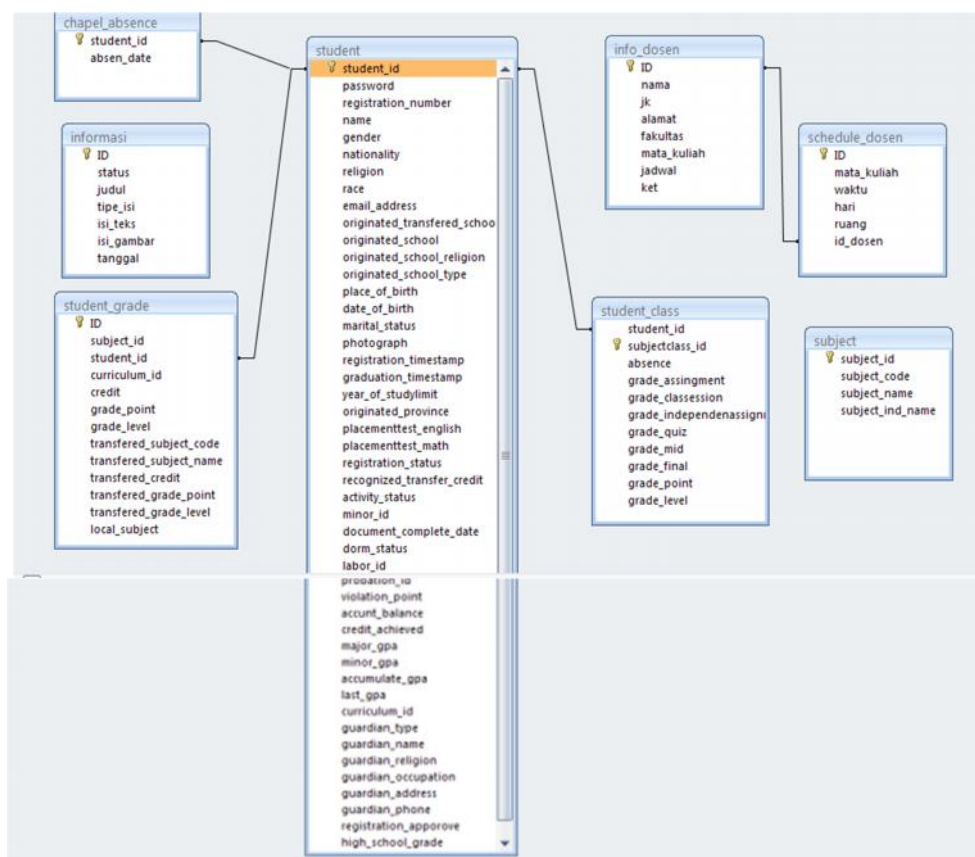 chapel_absence
student_id
absen_date
informasi
ID
status
judul
tipe_isi
isi_teks
isi_gambar
tanggal
student_grade
ID
subject_id
student_id
curriculum_id
credit
grade_point
grade_level
transfered_subject_code
transfered_subject_name
transfered_credit
transfered_grade_point
transfered_grade_level
local_subject
student
student_id
password
registration_number
name
gender
nationality
religion
race
email_address
originated_transfered_schoo
originated_school
originated_school_religion
originated_school_type
place_of_birth
date_of_birth
marital_status
photograph
registration_timestamp
graduation_timestamp
year_of_studylimit
originated_province
placementtest_english
placementtest_math
registration_status
recognized_transfer_credit
activity_status
minor_id
document_complete_date
dorm_status
labor_id
probation_id
violation_point
accunt_balance
credit_achieved
major_gpa
minor_gpa
accumulate_gpa
last_gpa
curriculum_id
guardian_type
guardian_name
guardian_religion
guardian_occupation
guardian_address
guardian_phone
registration_apporove
high_school_grade
info_dosen
ID
nama
jk
alamat
fakultas
mata_kuliah
jadwal
ket
schedule_dosen
ID
mata_kuliah
waktu
hari
ruang
id_dosen
student_class
student_id
subjectclass_id
absence
grade_assingment
grade_classession
grade_independenassignı
grade_quiz
grade_mid
grade_final
grade_point
grade_level
subject
subject_id
subject_code
subject_name
subject_ind_name